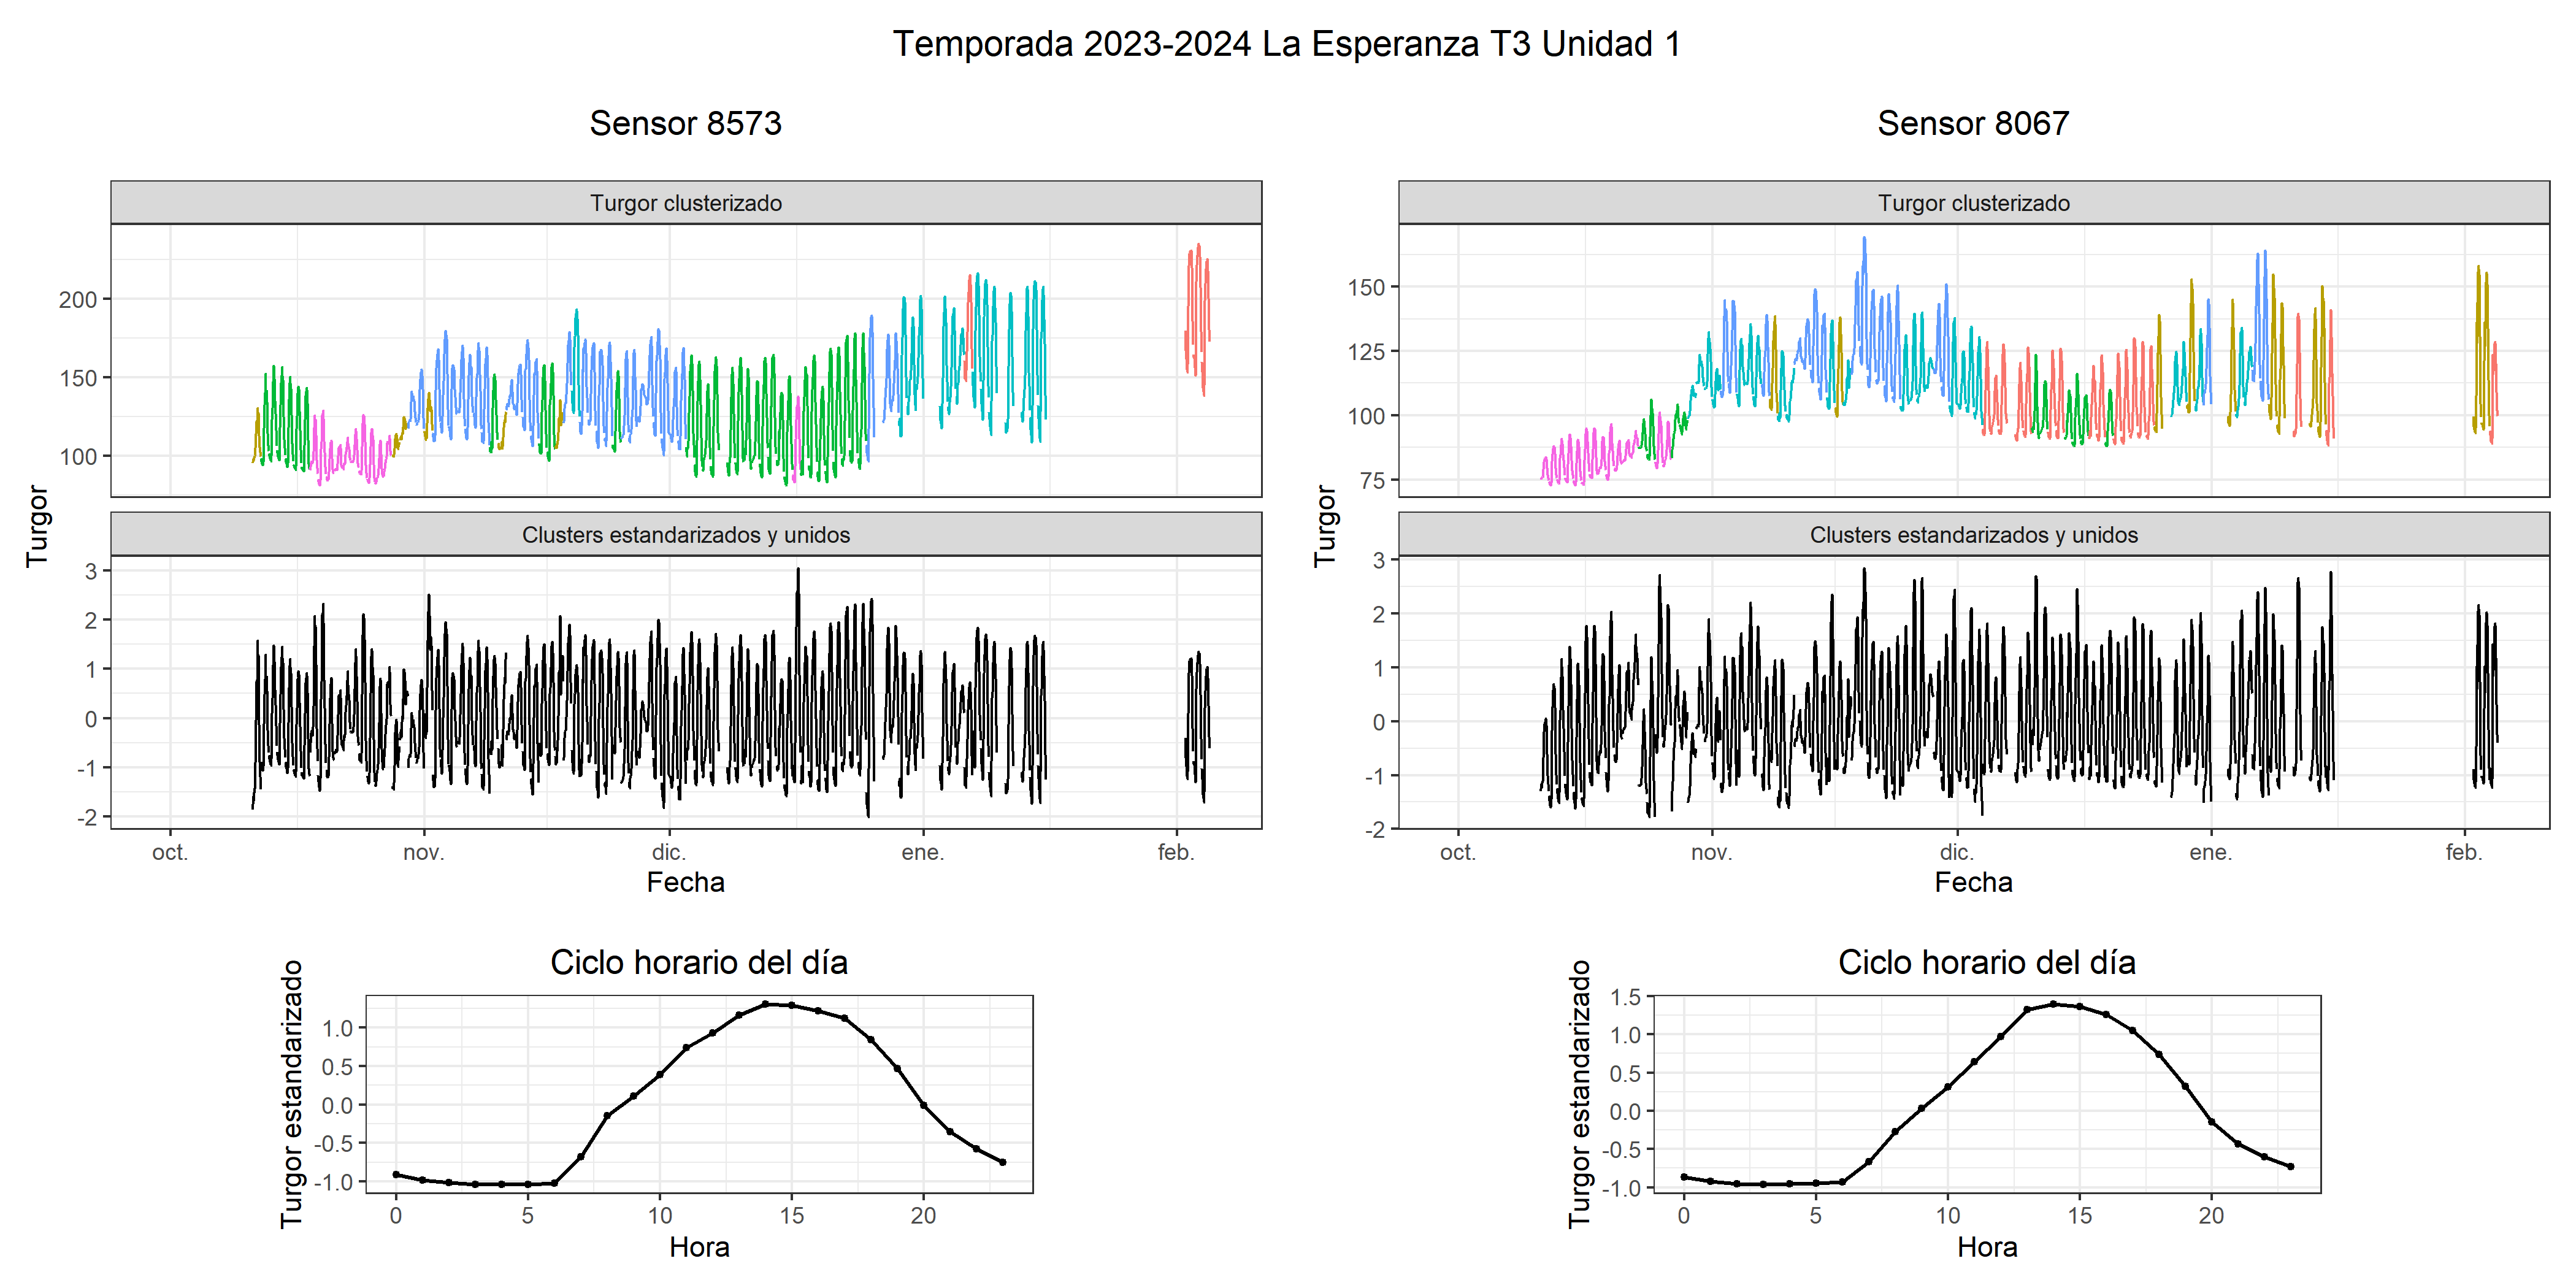 Temporada 2023-2024 La Esperanza T3 Unidad 1
Sensor 8573
Turgor clusterizado
200
150
100
Turgor
Clusters estandarizados y unidos
3
2
1
0
-1
-2
oct. nov. dic. ene. feb.
Fecha
Ciclo horario del día
Turgor estandarizado
1.0
0.5
0.0
-0.5
-1.0
0 5 10 15 20
Hora
Sensor 8067
Turgor clusterizado
150
125
100
75
Turgor
Clusters estandarizados y unidos
3
2
1
0
-1
-2
oct. nov. dic. ene. feb.
Fecha
Ciclo horario del día
Turgor estandarizado
1.5
1.0
0.5
0.0
-0.5
-1.0
0 5 10 15 20
Hora